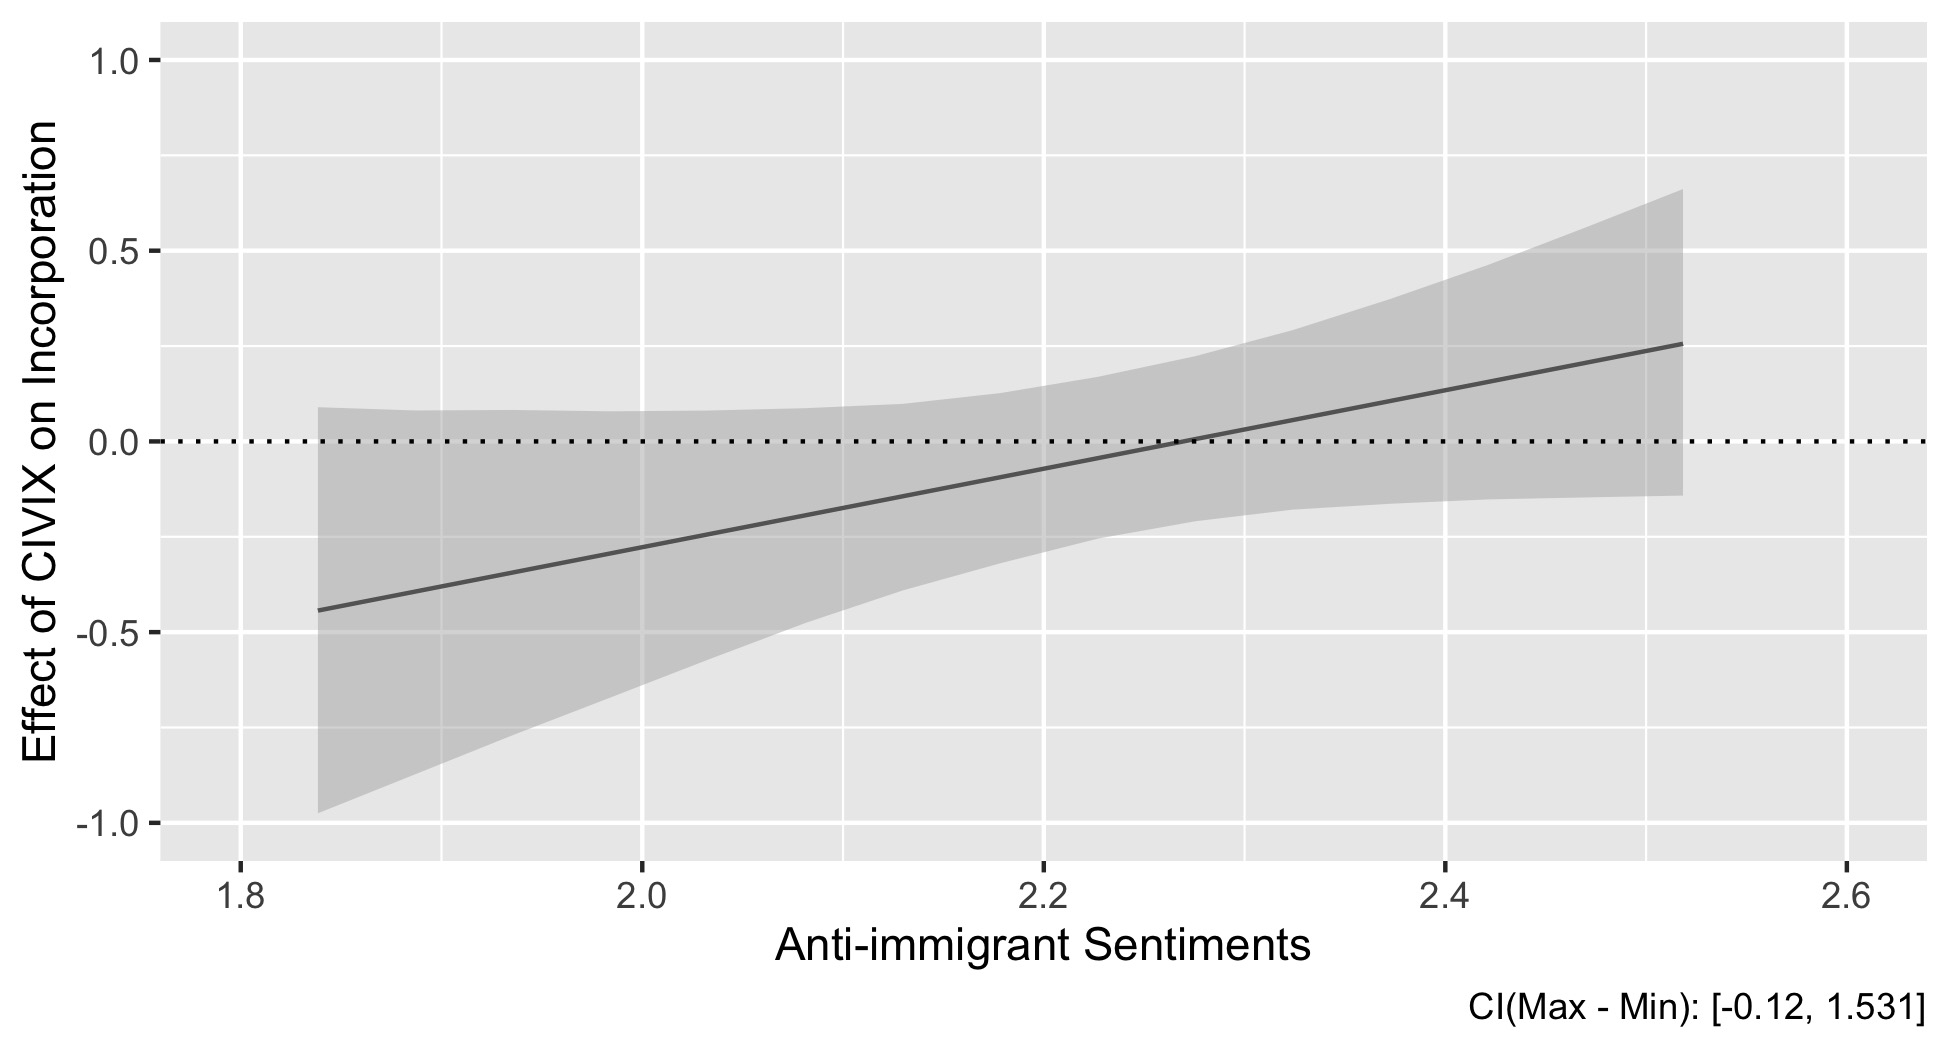 Effect of CIVIX on Incorporation
1.0
0.5
0.0
-0.5
-1.0
1.8 2.0 2.2 2.4 2.6
Anti-immigrant Sentiments
CI(Max - Min): [-0.12, 1.531]